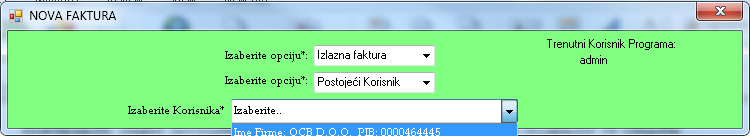 NOVA FAKTURA
Trenutni Korisnik Programa:
admin
Izaberite opciju*: Izlazna faktura
Izaberite opciju*: Postojeći Korisnik
Izaberite Korisnika* Izaberite..
Ime Firme: OCB D.O.O. PIB: 0000464445